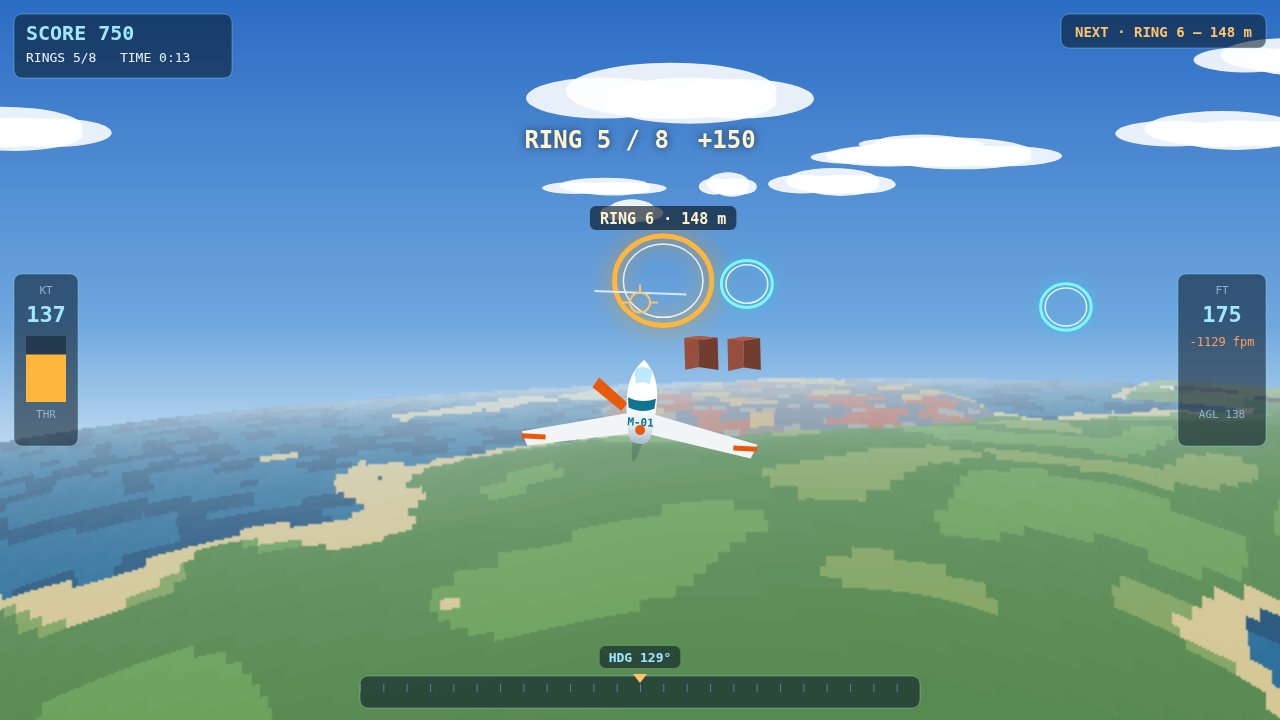 SCORE 750
RINGS 5/8 TIME 0:13
NEXT · RING 6 — 148 m
RING 5 / 8 +150
RING 6 · 148 m
KT
137
THR
FT
175
-1129 fpm
AGL 138
M-01
HDG 129°